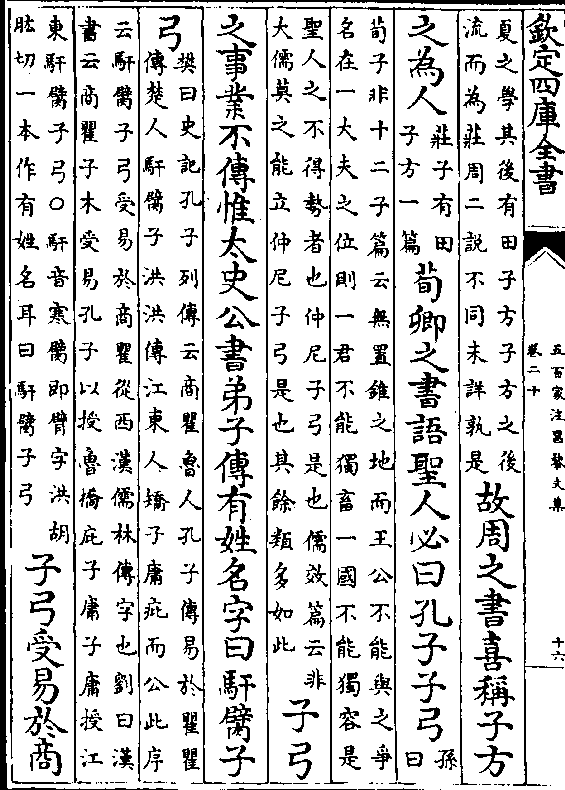 欽定四庫全書
五百家注昌黎文集
卷二十
十六
夏之學其後有田子方子方之後
流而為莊周二説不同未詳孰是
故周之書喜稱子方
之為人
莊子有田
子方一篇
荀卿之書語聖人必曰孔子子弓
孫
曰
荀子非十二子篇云無置錐之地而王公不能與之爭
名在一大夫之位則一君不能獨畜一國不能獨容是
聖人之不得勢者也仲尼子弓是也儒效篇云非
大儒莫之能立仲尼子弓是也其餘類多如此
子弓
之事業不傳惟太史公書弟子傳有姓名字曰馯臂子
弓
樊曰史記孔子列傳云商瞿魯人孔子傳易於瞿瞿
傳楚人馯臂子洪洪傳江東人矯子庸疵而公此序
云馯臂子弓受易於商瞿從西漢儒林傳字也劉曰漢
書云商瞿子木受易孔子以授魯橋庇子庸子庸授江
東馯臂子弓○馯音寒臂即臂字洪胡
肱切一本作有姓名耳曰馯臂子弓
子弓受易於商